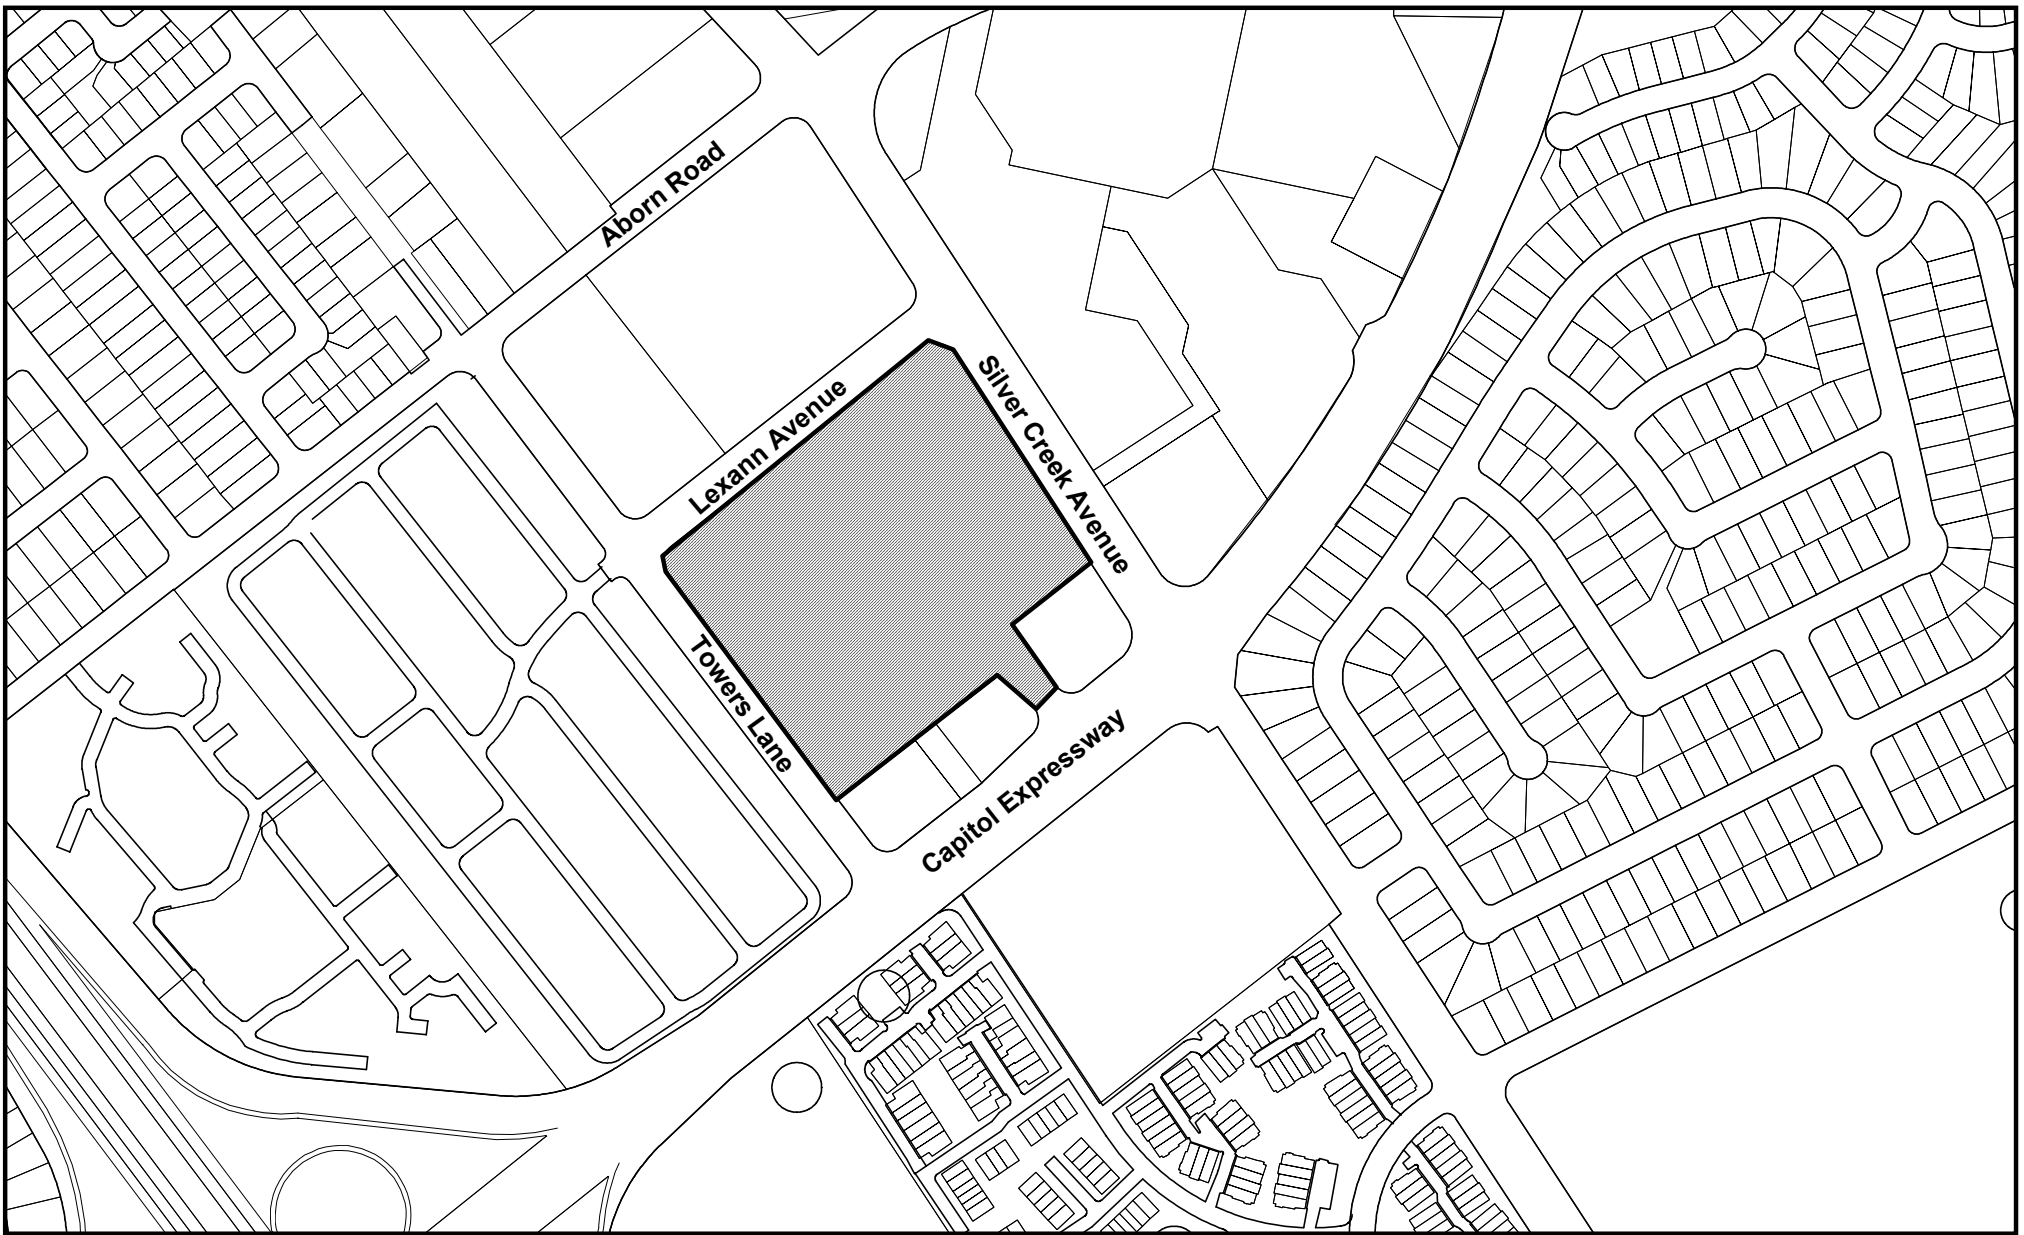 Aborn Road
Silver Creek Avenue
Lexann Avenue
Towers Lane
Capitol Expressway